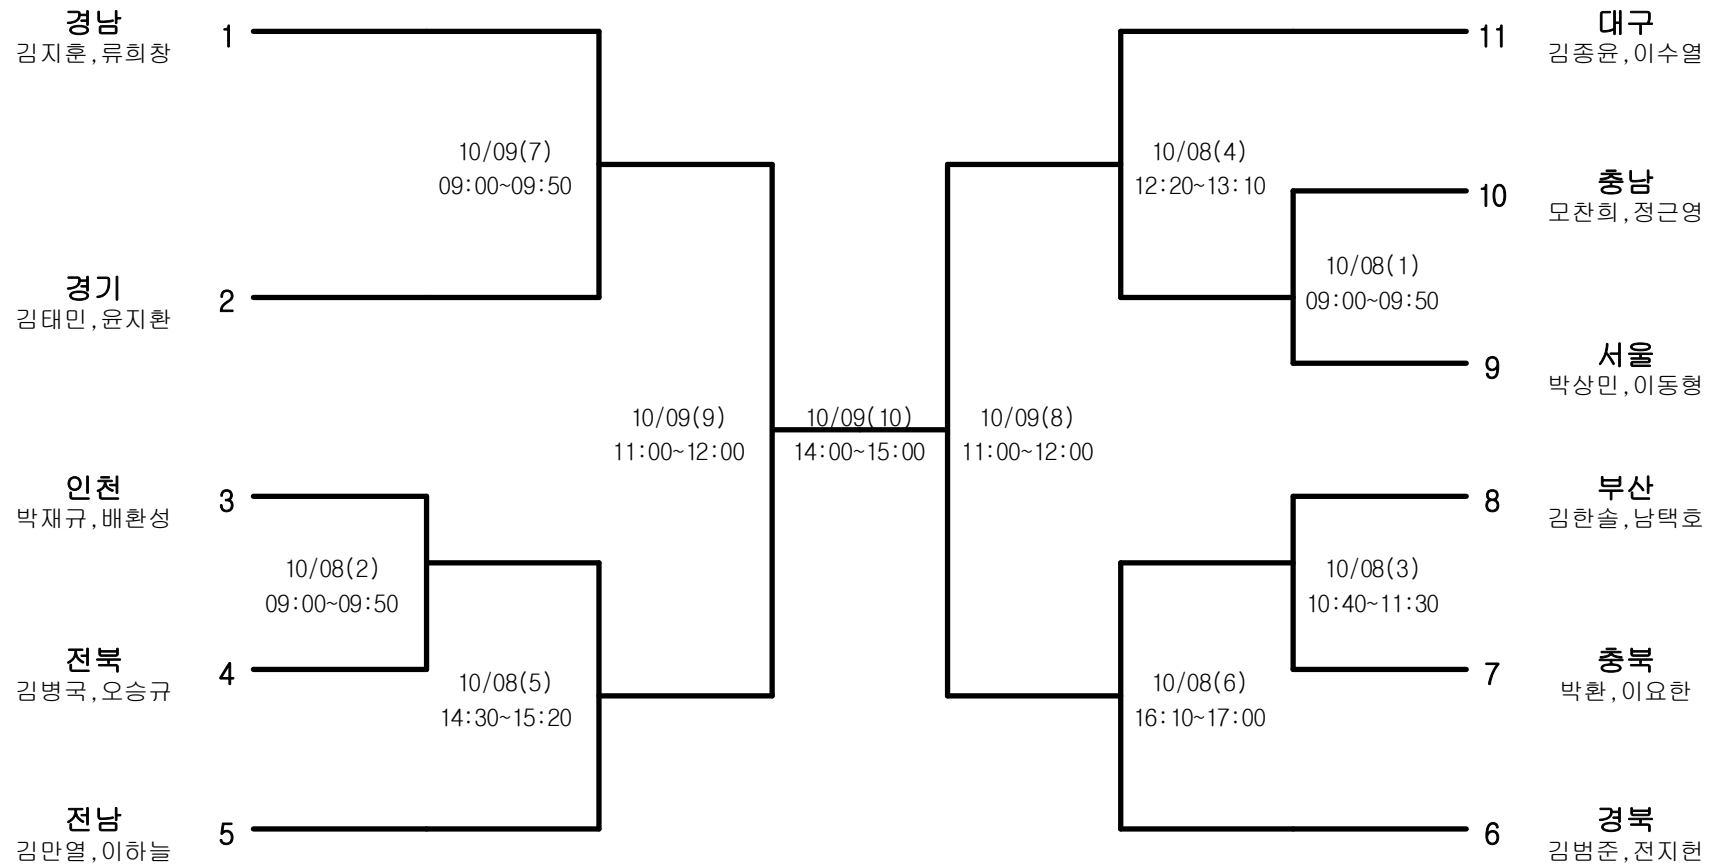 경남
김지훈,류희창
1
10/09(7)
09:00~09:50
경기
김태민,윤지환
2
인천
박재규,배환성
3
10/08(2)
09:00~09:50
전북
김병국,오승규
4
10/08(5)
14:30~15:20
전남
김만열,이하늘
5
10/09(9)
11:00~12:00
10/09(10)
14:00~15:00
10/09(8)
11:00~12:00
11
대구
김종윤,이수열
10/08(4)
12:20~13:10
10
충남
모찬희,정근영
10/08(1)
09:00~09:50
9
서울
박상민,이동형
8
부산
김한솔,남택호
10/08(3)
10:40~11:30
7
충북
박환,이요한
10/08(6)
16:10~17:00
6
경북
김범준,전지헌